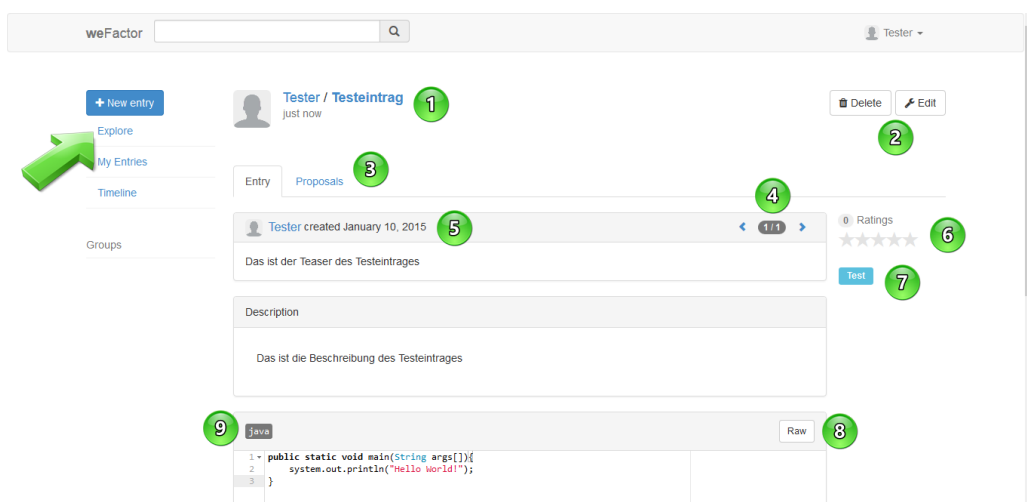 weFactor
Tester
New entry
Explore
My Entries
Timeline
Groups
Tester / Testeintrag
just now
1
Delete
Edit
2
Entry
Proposals
3
4
Tester created January 10, 2015
5
1/1
Das ist der Teaser des Testeintrages
0 Ratings
6
Test
7
Description
Das ist die Beschreibung des Testeintrages
9
java
Raw
8
1 public static void main(String args[]){
2 system.out.println("Hello World!");
3 }